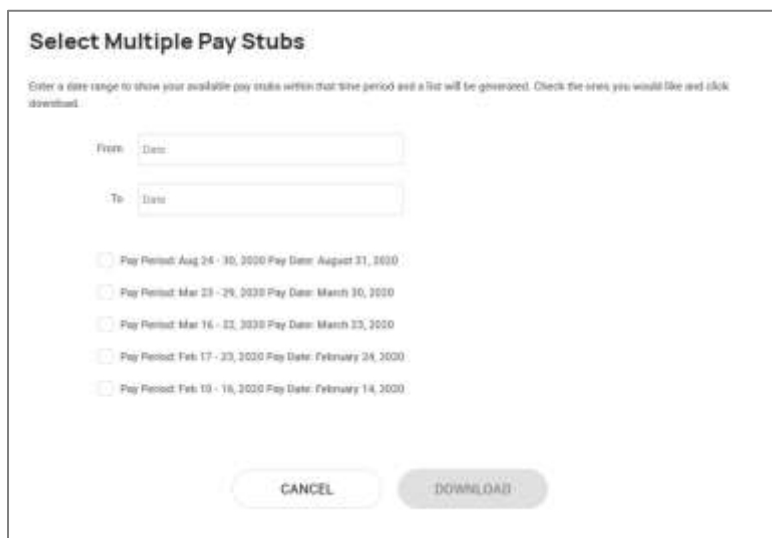 Select Multiple Pay Stubs
Enter a date range to show your available pay stubs within that time period and a list will be generated. Check the ones you would like and click
download.
From Date
To Date
Pay Period: Aug 24 - 30, 2020 Pay Date: August 31, 2020
Pay Period: Mar 23 - 29, 2020 Pay Date: March 30, 2020
Pay Period: Mar 16 - 22, 2020 Pay Date: March 23, 2020
Pay Period: Feb 17 - 23, 2020 Pay Date: February 24, 2020
Pay Period: Feb 10 - 16, 2020 Pay Date: February 14, 2020
CANCEL DOWNLOAD